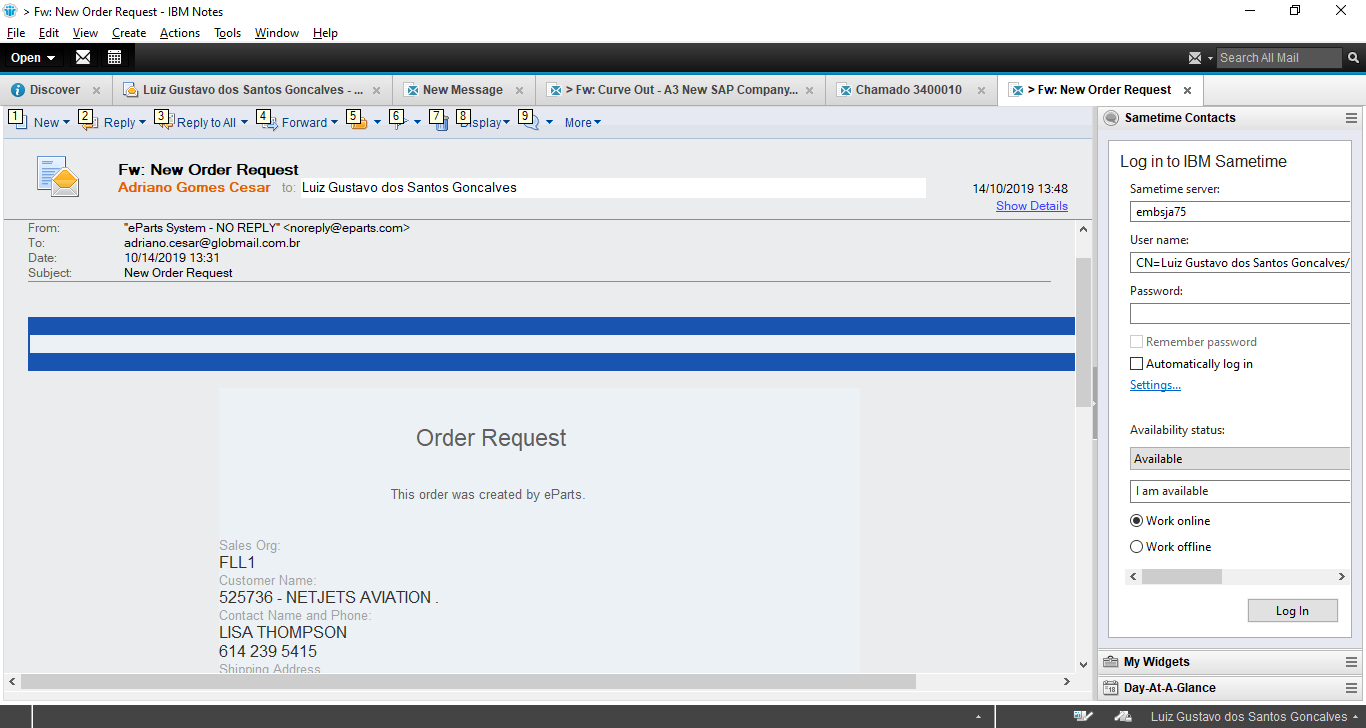 > Fw: New Order Request - IBM Notes
File Edit View Create Actions Tools Window Help
Open Search All Mail
Discover Luiz Gustavo dos Santos Goncalves - ... New Message > Fw: Curve Out - A3 New SAP Company... Chamado 3400010 > Fw: New Order Request
1 New 2 Reply 3 Reply to All 4 Forward 5 6 7 8 Display 9 More
Fw: New Order Request
Adriano Gomes Cesar to: Luiz Gustavo dos Santos Goncalves 14/10/2019 13:48
Show Details
From: "eParts System - NO REPLY" <noreply@eparts.com>
To: adriano.cesar@globmail.com.br
Date: 10/14/2019 13:31
Subject: New Order Request
Order Request
This order was created by eParts.
Sales Org:
FLL1
Customer Name:
525736 - NETJETS AVIATION .
Contact Name and Phone:
LISA THOMPSON
614 239 5415
Shipping Address
Sametime Contacts
Log in to IBM Sametime
Sametime server:
embsja75
User name:
CN=Luiz Gustavo dos Santos Goncalves/
Password:
Remember password
Automatically log in
Settings...
Availability status:
Available
I am available
Work online
Work offline
Log In
My Widgets
18 Day-At-A-Glance
Luiz Gustavo dos Santos Goncalves